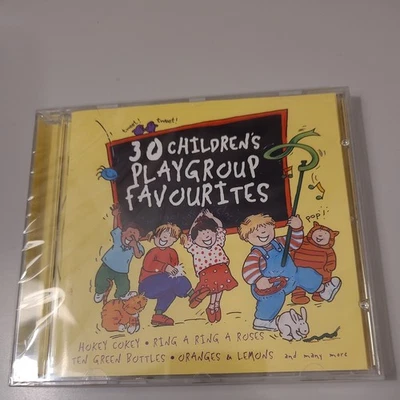 tweet! tweet!
30 CHILDREN'S
PLAYGROUP
FAVOURITES
pop!
HOKEY COKEY • RING A RING A ROSES
TEN GREEN BOTTLES • ORANGES & LEMONS and many more